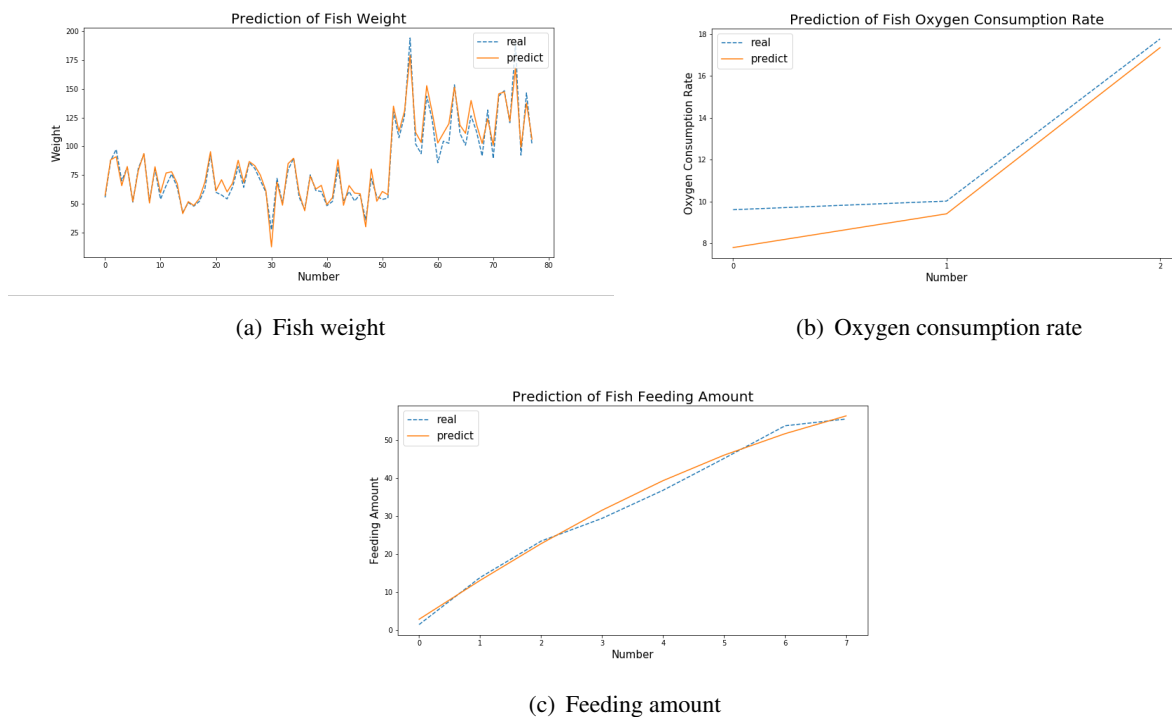 Prediction of Fish Weight
real
predict
200
175
150
125
100
75
50
25
Weight
0 10 20 30 40 50 60 70 80
Number
(a) Fish weight
Prediction of Fish Oxygen Consumption Rate
real
predict
18
16
14
12
10
8
Oxygen Consumption Rate
0 1 2
Number
(b) Oxygen consumption rate
Prediction of Fish Feeding Amount
real
predict
50
40
30
20
10
0
Feeding Amount
0 1 2 3 4 5 6 7
Number
(c) Feeding amount